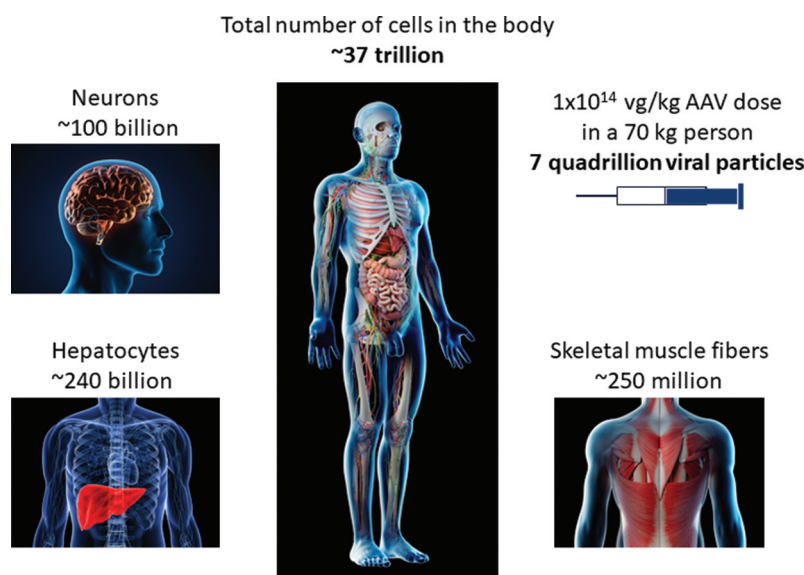 Total number of cells in the body
~37 trillion
Neurons
~100 billion
1x10¹⁴ vg/kg AAV dose
in a 70 kg person
7 quadrillion viral particles
Hepatocytes
~240 billion
Skeletal muscle fibers
~250 million